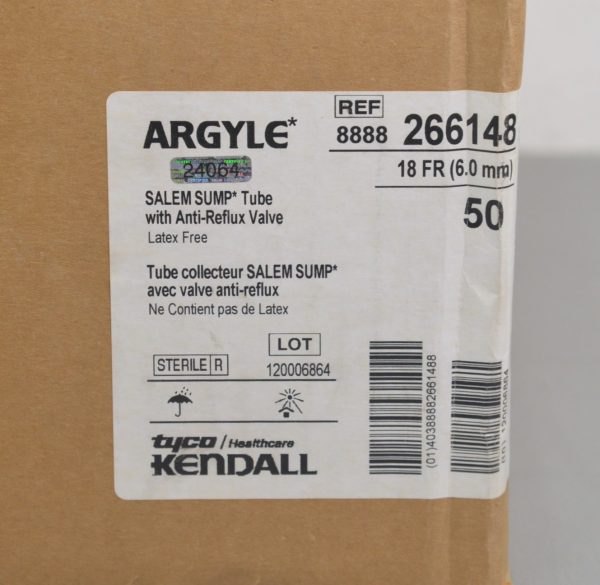 ARGYLE*
24064
REF
8888 266148
18 FR (6.0 mm)
50
SALEM SUMP* Tube
with Anti-Reflux Valve
Latex Free
Tube collecteur SALEM SUMP*
avec valve anti-reflux
Ne Contient pas de Latex
STERILE R
LOT
120006864
tyco / Healthcare
KENDALL
(01)40388882661488